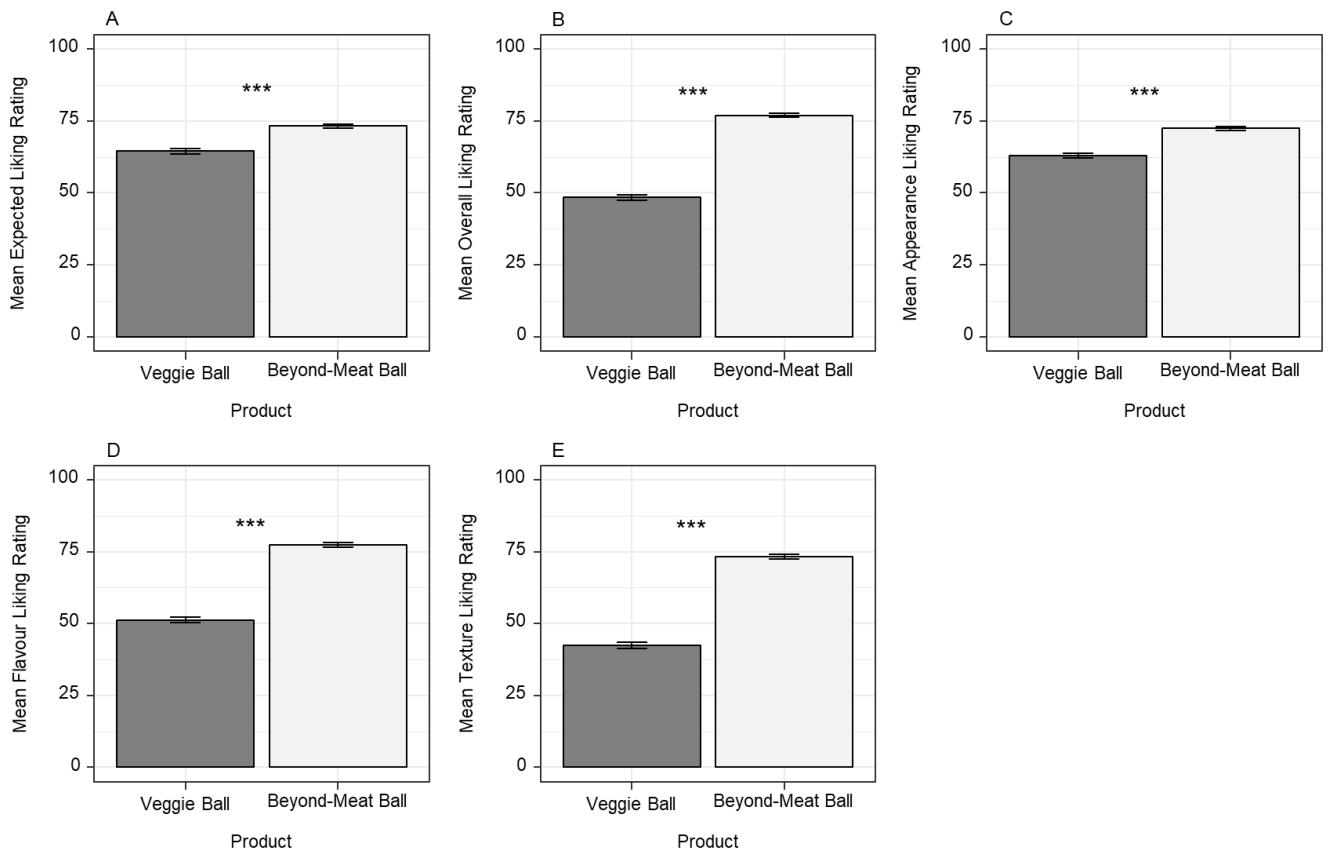 A
Mean Expected Liking Rating
100
75
50
25
0
***
Veggie Ball
Beyond-Meat Ball
Product
B
Mean Overall Liking Rating
100
75
50
25
0
***
Veggie Ball
Beyond-Meat Ball
Product
C
Mean Appearance Liking Rating
100
75
50
25
0
***
Veggie Ball
Beyond-Meat Ball
Product
D
Mean Flavour Liking Rating
100
75
50
25
0
***
Veggie Ball
Beyond-Meat Ball
Product
E
Mean Texture Liking Rating
100
75
50
25
0
***
Veggie Ball
Beyond-Meat Ball
Product